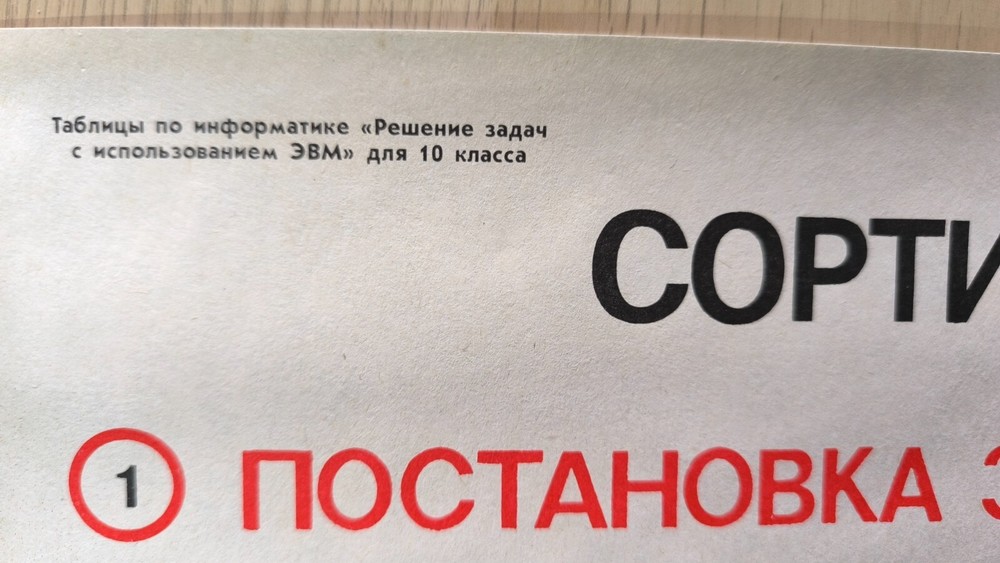 Таблицы по информатике «Решение задач
с использованием ЭВМ» для 10 класса
СОРТИ
1 ПОСТАНОВКА З